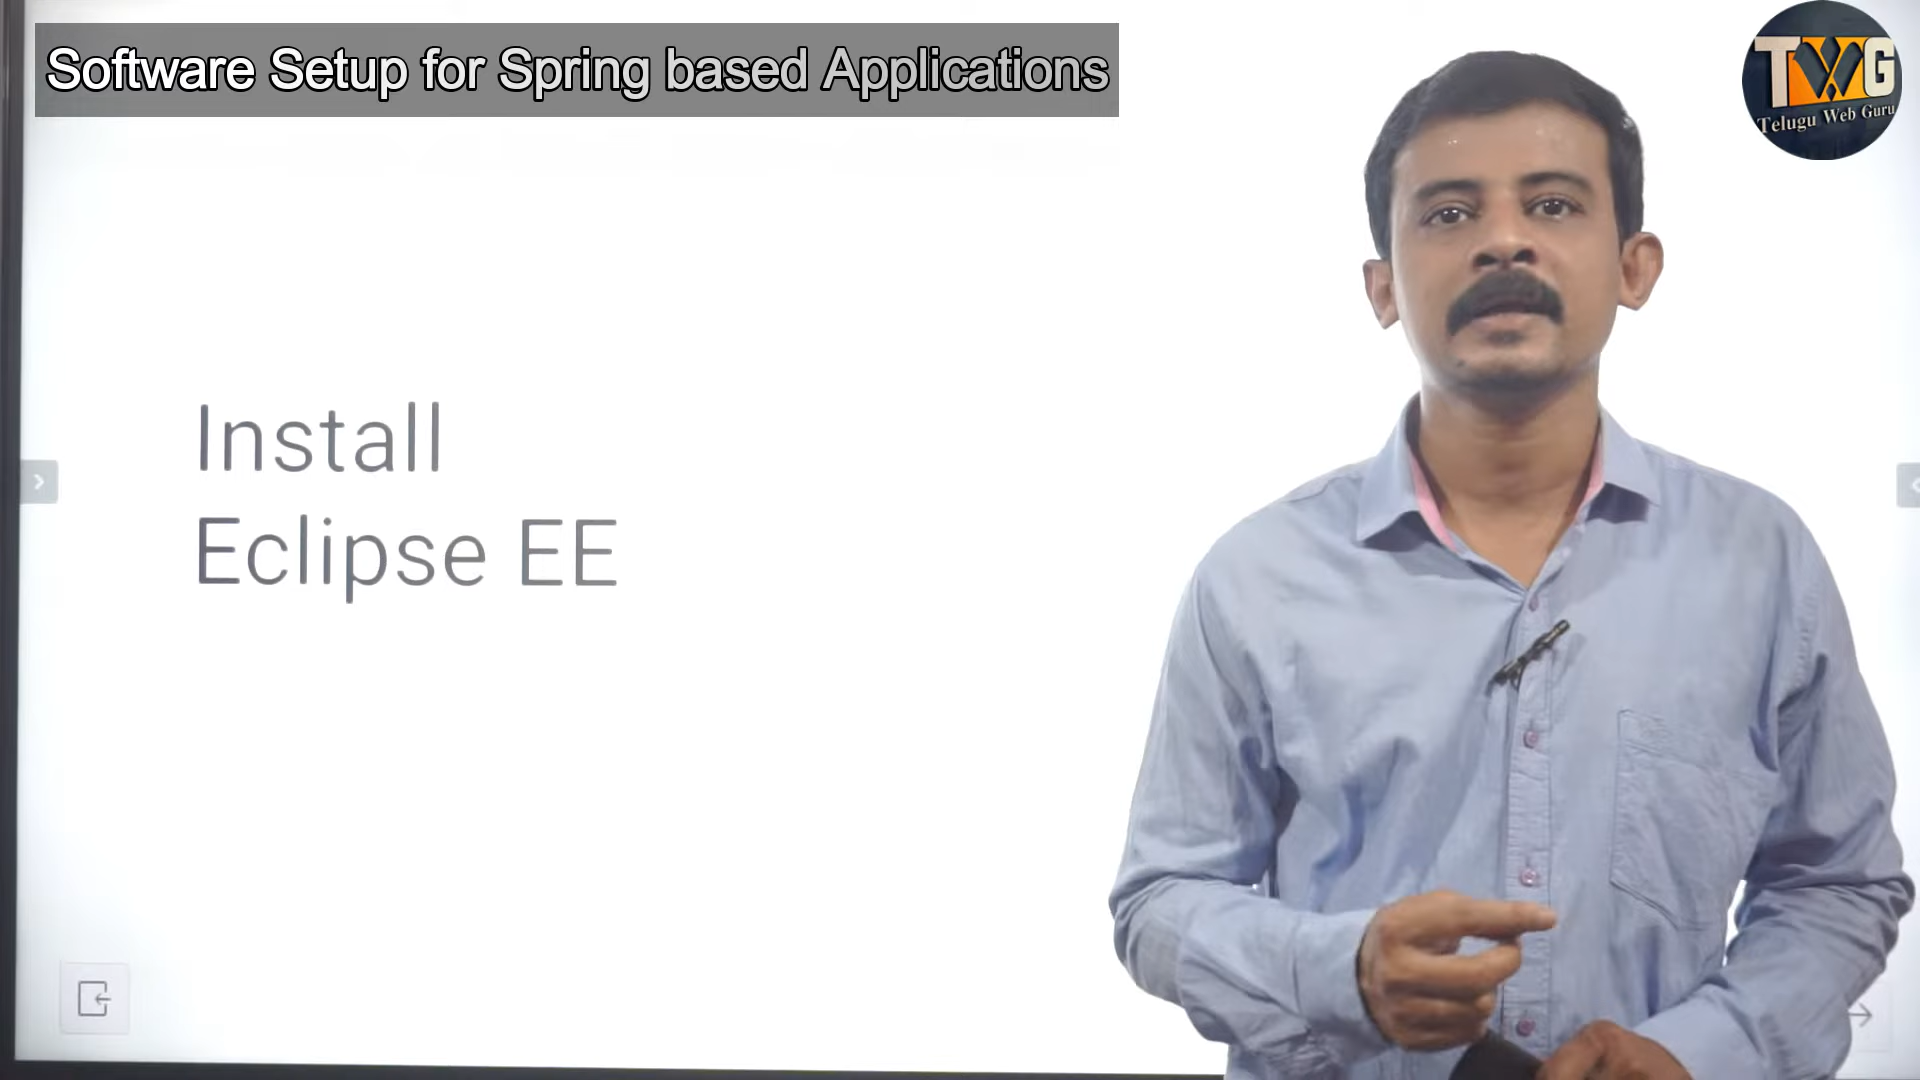 Software Setup for Spring based Applications
TWG
Telugu Web Guru
Install
Eclipse EE